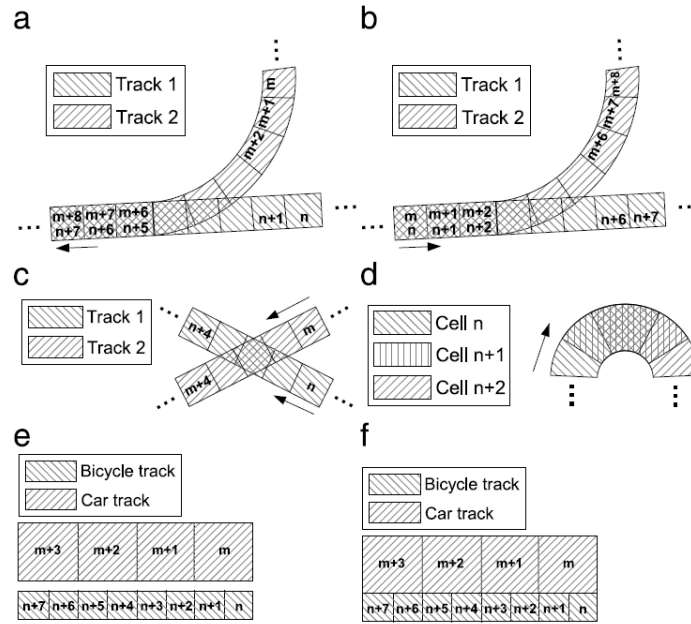 a
Track 1
Track 2
m
m+1
m+2
m+8 m+7 m+6
n+7 n+6 n+5
n+1 n
b
Track 1
Track 2
m+8
m+7
m+6
m m+1 m+2
n n+1 n+2
n+6 n+7
c
Track 1
Track 2
n+4
m
m+4
n
d
Cell n
Cell n+1
Cell n+2
e
Bicycle track
Car track
m+3 m+2 m+1 m
n+7 n+6 n+5 n+4 n+3 n+2 n+1 n
f
Bicycle track
Car track
m+3 m+2 m+1 m
n+7 n+6 n+5 n+4 n+3 n+2 n+1 n